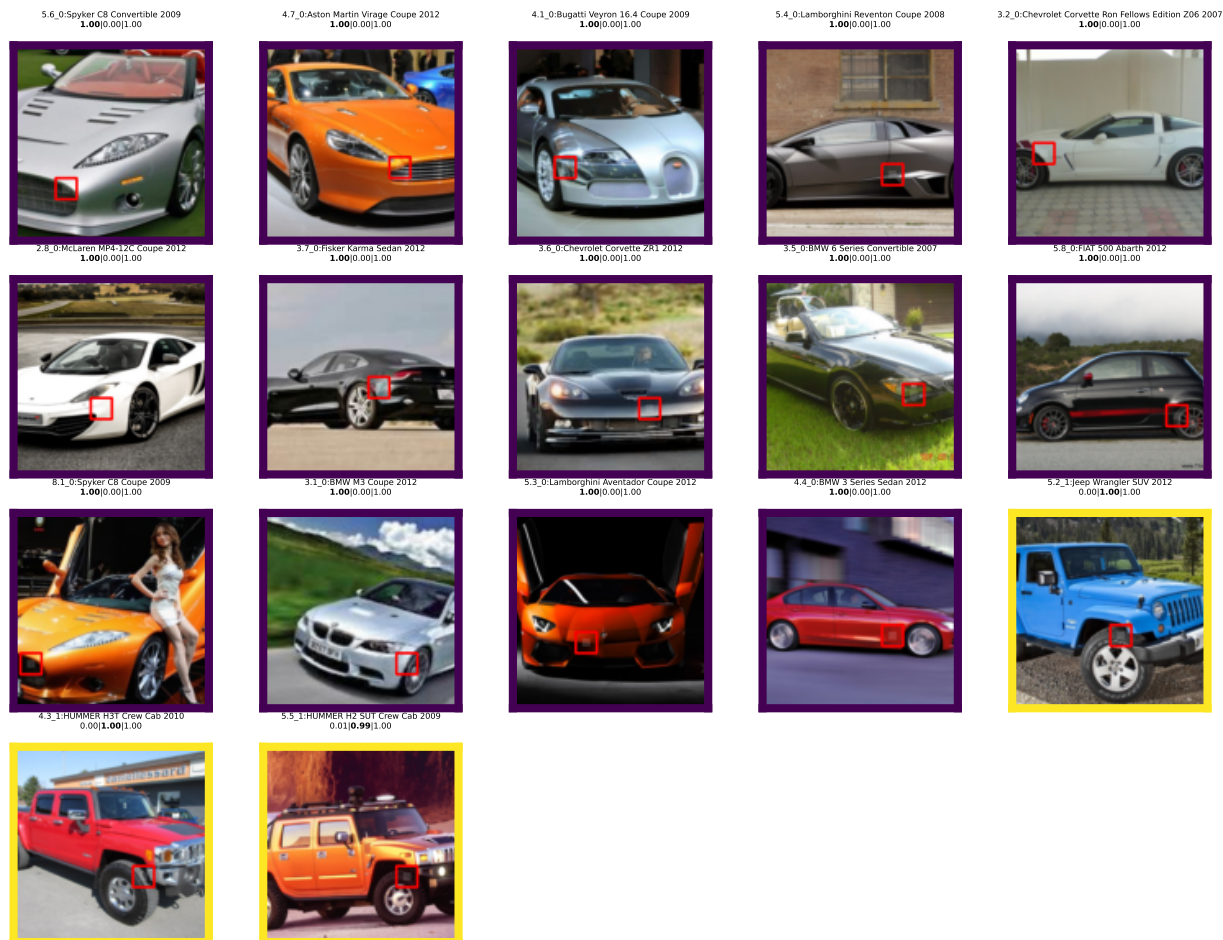 5.6_0:Spyker C8 Convertible 2009
1.00|0.00|1.00
4.7_0:Aston Martin Virage Coupe 2012
1.00|0.00|1.00
4.1_0:Bugatti Veyron 16.4 Coupe 2009
1.00|0.00|1.00
5.4_0:Lamborghini Reventon Coupe 2008
1.00|0.00|1.00
3.2_0:Chevrolet Corvette Ron Fellows Edition Z06 2007
1.00|0.00|1.00
2.8_0:McLaren MP4-12C Coupe 2012
1.00|0.00|1.00
3.7_0:Fisker Karma Sedan 2012
1.00|0.00|1.00
3.6_0:Chevrolet Corvette ZR1 2012
1.00|0.00|1.00
3.5_0:BMW 6 Series Convertible 2007
1.00|0.00|1.00
5.8_0:FIAT 500 Abarth 2012
1.00|0.00|1.00
8.1_0:Spyker C8 Coupe 2009
1.00|0.00|1.00
3.1_0:BMW M3 Coupe 2012
1.00|0.00|1.00
5.3_0:Lamborghini Aventador Coupe 2012
1.00|0.00|1.00
4.4_0:BMW 3 Series Sedan 2012
1.00|0.00|1.00
5.2_1:Jeep Wrangler SUV 2012
0.00|1.00|1.00
4.3_1:HUMMER H3T Crew Cab 2010
0.00|1.00|1.00
5.5_1:HUMMER H2 SUT Crew Cab 2009
0.01|0.99|1.00